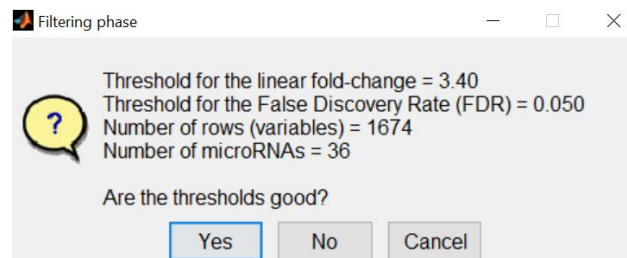 Filtering phase
Threshold for the linear fold-change = 3.40
Threshold for the False Discovery Rate (FDR) = 0.050
Number of rows (variables) = 1674
Number of microRNAs = 36
?
Are the thresholds good?
Yes No Cancel